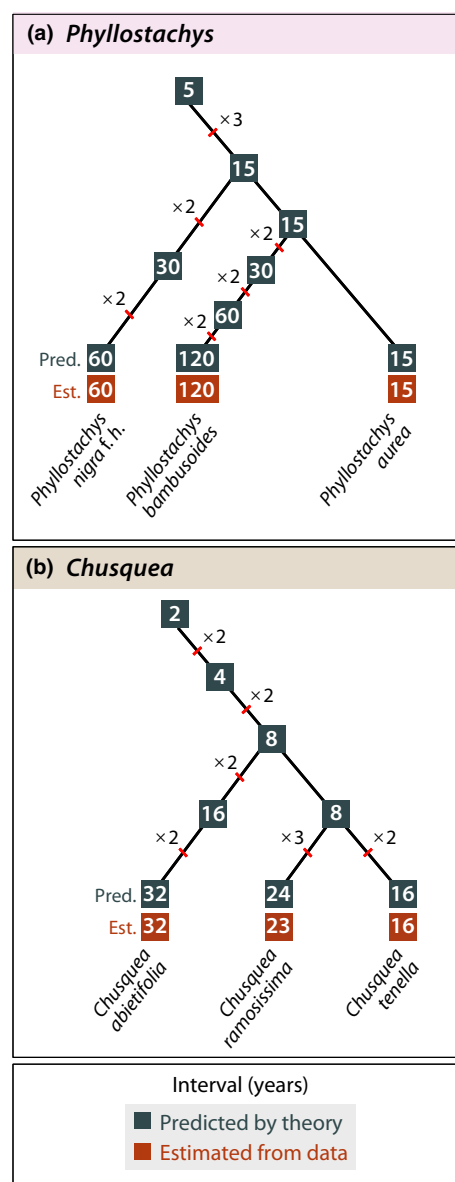 (a) Phyllostachys
5
×3
15
×2
15
×2
30
×2
30
×2
60
×2
Pred. 60 120 15
Est. 60 120 15
Phyllostachys
nigra f. h.
Phyllostachys
bambusoides
Phyllostachys
aurea
(b) Chusquea
2
×2
4
×2
8
×2
16
8
×2
×3
×2
Pred. 32 24 16
Est. 32 23 16
Chusquea
abietifolia
Chusquea
ramosissima
Chusquea
tenella
Interval (years)
Predicted by theory
Estimated from data